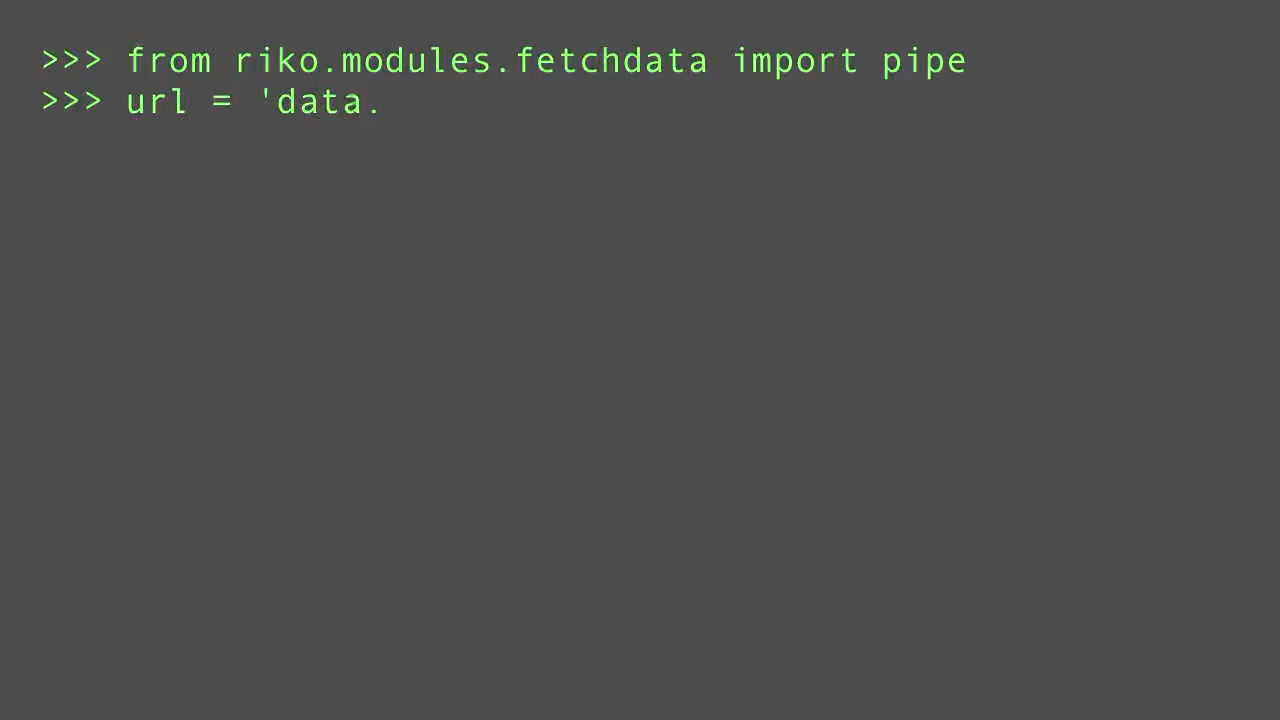 >>> from riko.modules.fetchdata import pipe
>>> url = 'data.